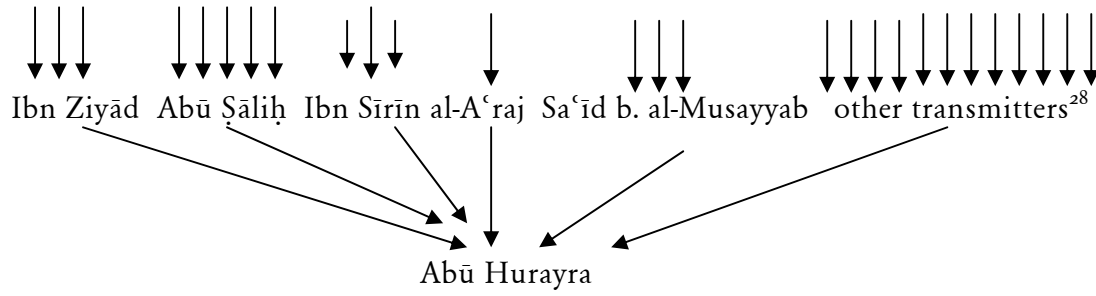 Ibn Ziyād Abū Ṣāliḥ Ibn Sīrīn al-Aʿraj Saʿīd b. al-Musayyab other transmitters²⁸
Abū Hurayra